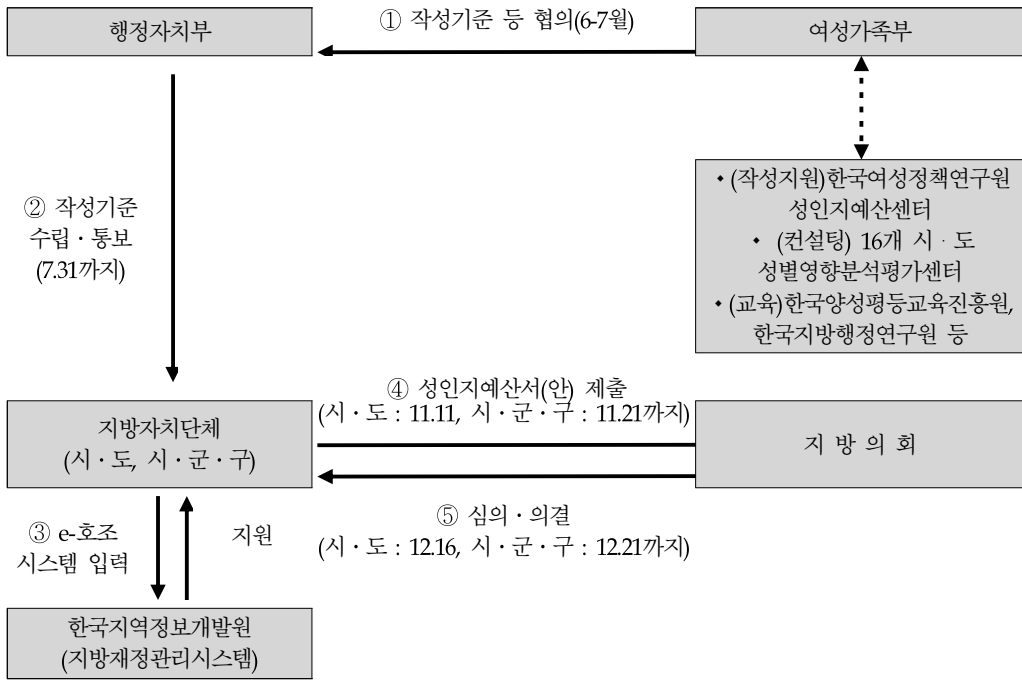 행정자치부
① 작성기준 등 협의(6-7월)
여성가족부
② 작성기준
수립・통보
(7.31까지)
⬩(작성지원)한국여성정책연구원
성인지예산센터
⬩ (컨설팅) 16개 시・도
성별영향분석평가센터
⬩(교육)한국양성평등교육진흥원,
한국지방행정연구원 등
지방자치단체
(시・도, 시・군・구)
④ 성인지예산서(안) 제출
(시・도 : 11.11, 시・군・구 : 11.21까지)
지 방 의 회
⑤ 심의・의결
(시・도 : 12.16, 시・군・구 : 12.21까지)
③ e-호조
시스템 입력
지원
한국지역정보개발원
(지방재정관리시스템)